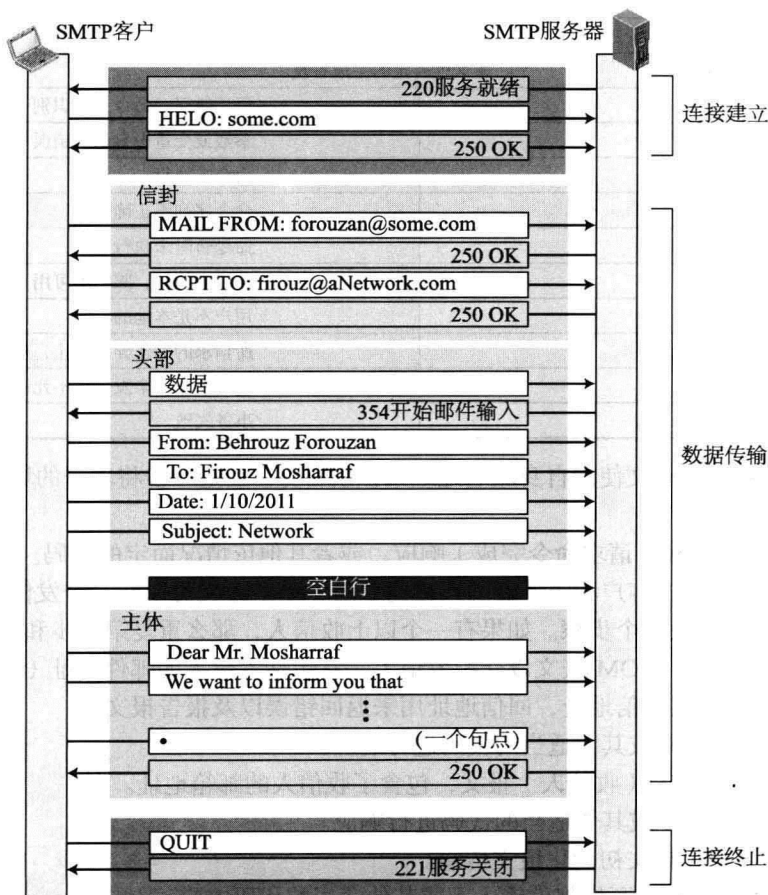 SMTP客户
SMTP服务器
220服务就绪
HELO: some.com
250 OK
连接建立
信封
MAIL FROM: forouzan@some.com
250 OK
RCPT TO: firouz@aNetwork.com
250 OK
头部
数据
354开始邮件输入
From: Behrouz Forouzan
To: Firouz Mosharraf
Date: 1/10/2011
Subject: Network
数据传输
空白行
主体
Dear Mr. Mosharraf
We want to inform you that
⋮
• (一个句点)
250 OK
QUIT
221服务关闭
连接终止